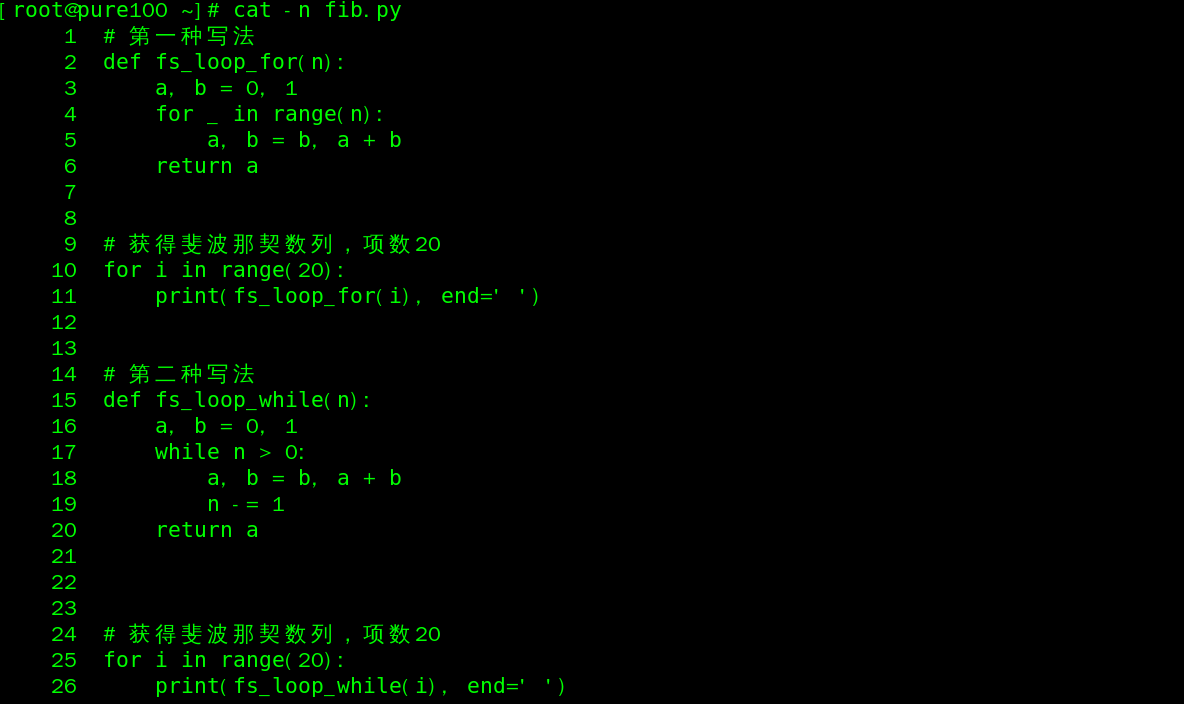 [root@pure100 ~]# cat -n fib.py
     1  # 第一种写法
     2  def fs_loop_for(n):
     3      a, b = 0, 1
     4      for _ in range(n):
     5          a, b = b, a + b
     6      return a
     7
     8
     9  # 获得斐波那契数列，项数20
    10  for i in range(20):
    11      print(fs_loop_for(i), end=' ')
    12
    13
    14  # 第二种写法
    15  def fs_loop_while(n):
    16      a, b = 0, 1
    17      while n > 0:
    18          a, b = b, a + b
    19          n -= 1
    20      return a
    21
    22
    23
    24  # 获得斐波那契数列，项数20
    25  for i in range(20):
    26      print(fs_loop_while(i), end=' ')